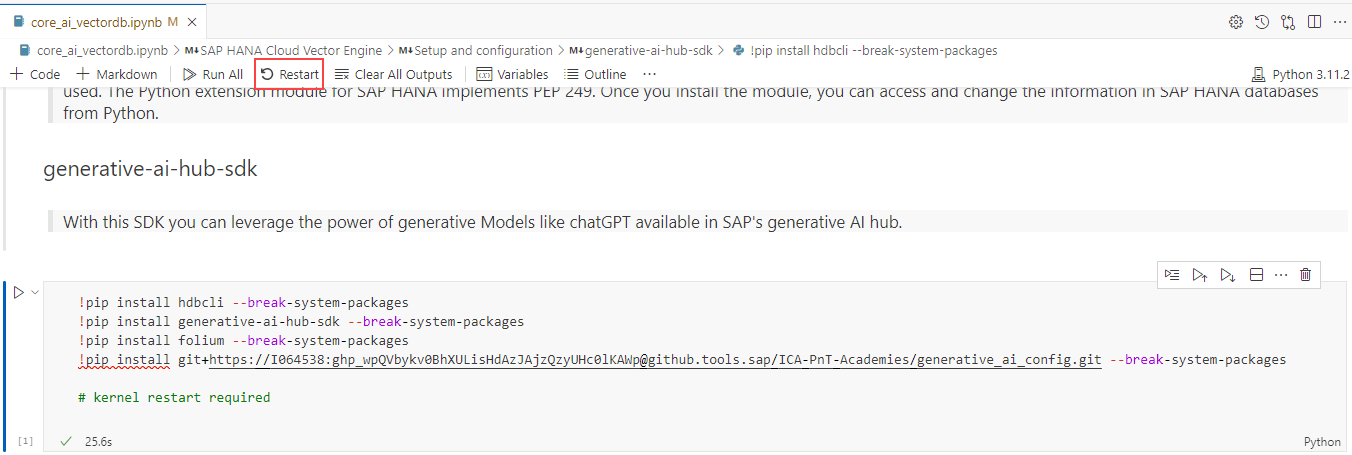 core_ai_vectordb.ipynb M
core_ai_vectordb.ipynb > M↓SAP HANA Cloud Vector Engine > M↓Setup and configuration > M↓generative-ai-hub-sdk > !pip install hdbcli --break-system-packages
+ Code + Markdown Run All Restart Clear All Outputs Variables Outline ... Python 3.11.2
used. The Python extension module for SAP HANA implements PEP 249. Once you install the module, you can access and change the information in SAP HANA databases
from Python.
generative-ai-hub-sdk
With this SDK you can leverage the power of generative Models like chatGPT available in SAP's generative AI hub.
!pip install hdbcli --break-system-packages
!pip install generative-ai-hub-sdk --break-system-packages
!pip install folium --break-system-packages
!pip install git+https://I064538: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@github.tools.sap/ICA-PnT-Academies/generative_ai_config.git --break-system-packages
# kernel restart required
[1] 25.6s Python